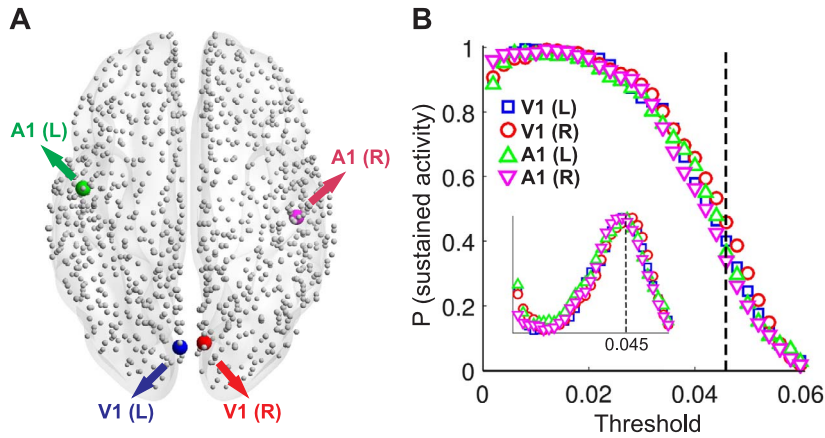 A
A1 (L)
A1 (R)
V1 (L)
V1 (R)
B
P (sustained activity)
1
0.8
0.6
0.4
0.2
0
V1 (L)
V1 (R)
A1 (L)
A1 (R)
0.045
0
0.02
0.04
0.06
Threshold